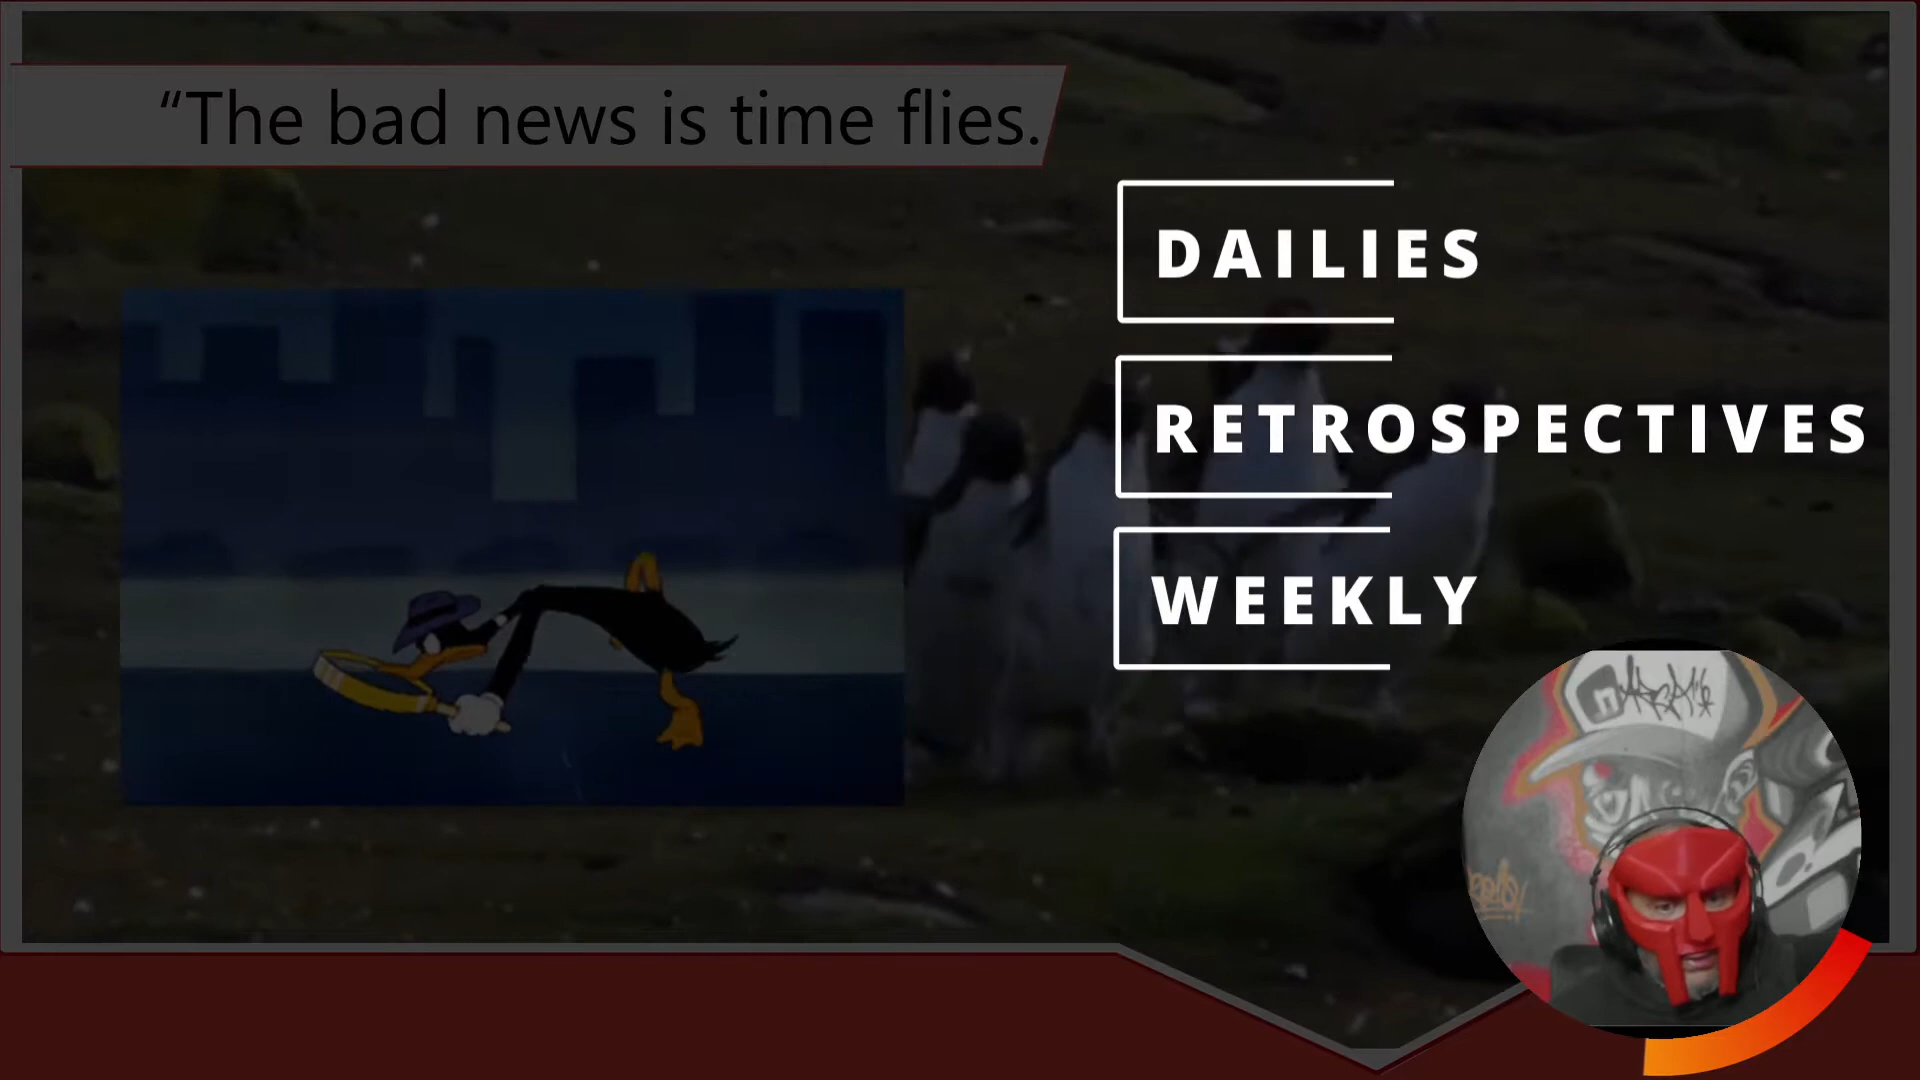 “The bad news is time flies.
DAILIES
RETROSPECTIVES
WEEKLY